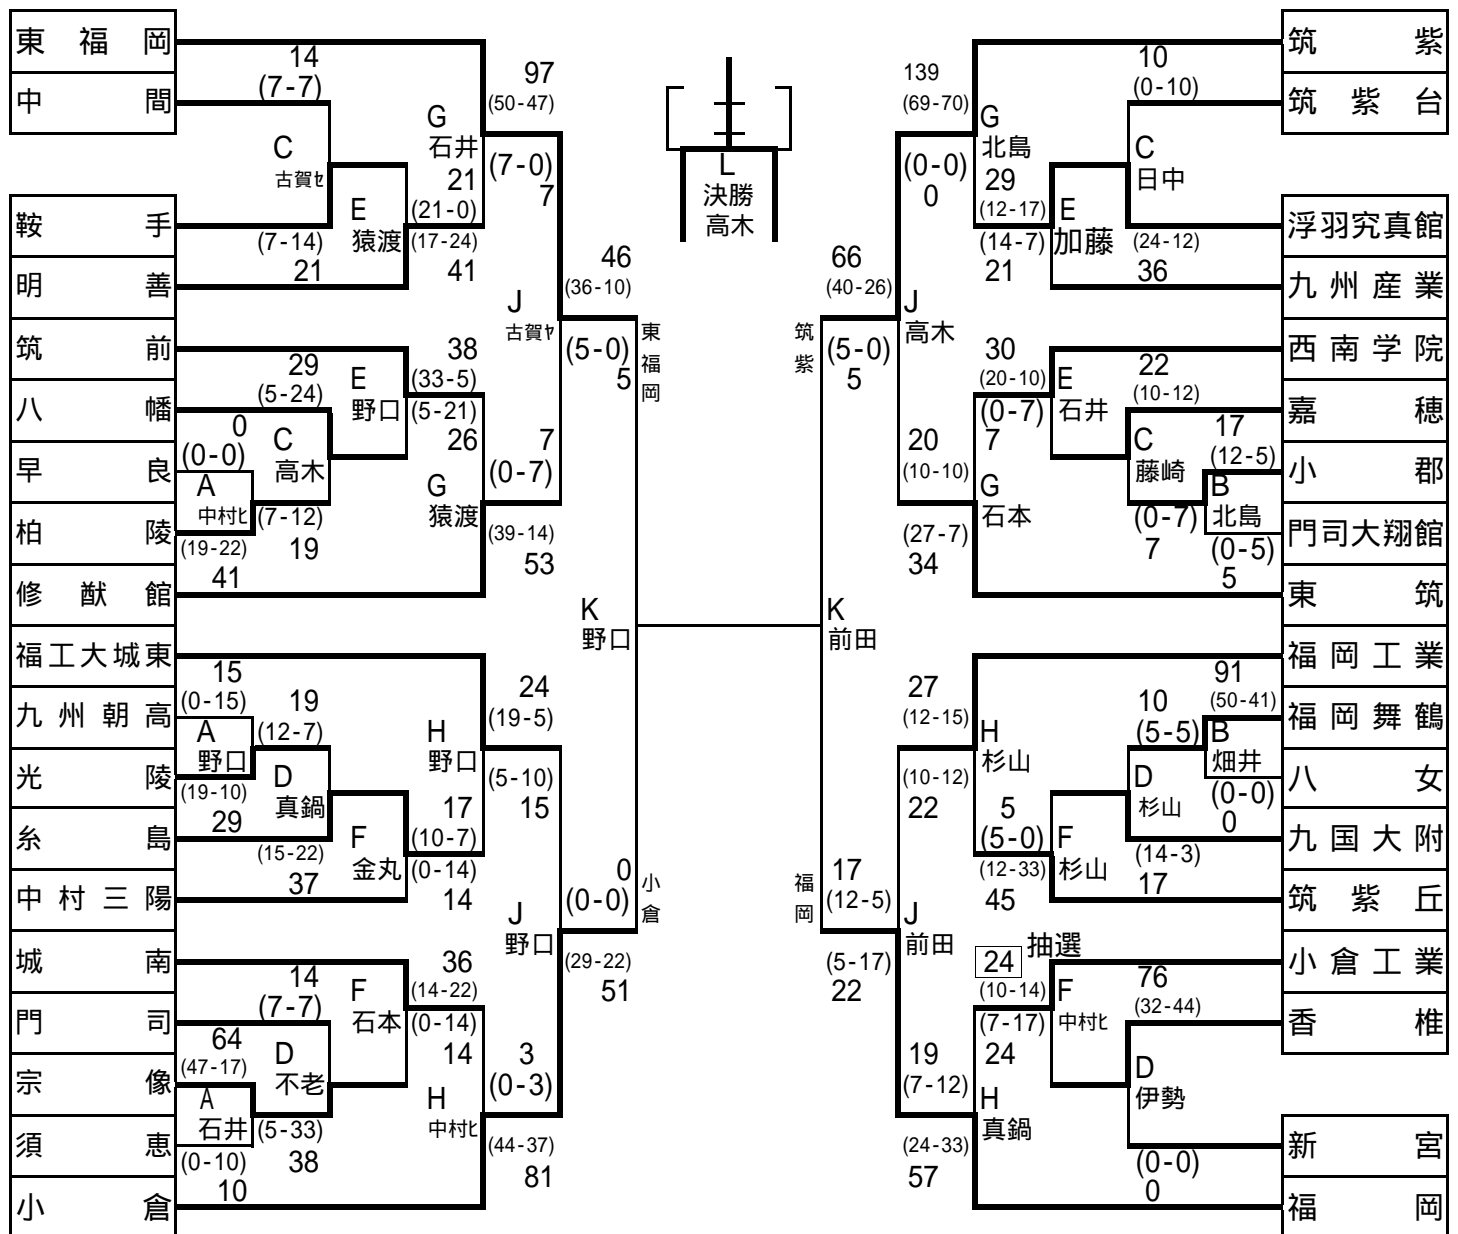 東福岡
中間
鞍手
明善
筑前
八幡
早良
柏陵
修猷館
福工大城東
九州朝高
光陵
糸島
中村三陽
城南
門司
宗像
須恵
小倉
14
(7-7)
C
古賀ｾ
(7-14)
21
E
猿渡
G
石井
21
(21-0)
(17-24)
41
97
(50-47)
(7-0)
7
29
(5-24)
0
(0-0)
A
中村ﾋ
(19-22)
41
C
高木
(7-12)
19
E
野口
38
(33-5)
(5-21)
26
G
猿渡
7
(0-7)
(39-14)
53
J
古賀ﾔ
46
(36-10)
(5-0)
5
東福岡
15
(0-15)
A
野口
(19-10)
29
19
(12-7)
D
真鍋
(15-22)
37
F
金丸
H
野口
17
(10-7)
(0-14)
14
24
(19-5)
(5-10)
15
14
(7-7)
64
(47-17)
A
石井
(0-10)
10
D
不老
(5-33)
38
F
石本
36
(14-22)
(0-14)
14
H
中村ﾋ
3
(0-3)
(44-37)
81
J
野口
0
(0-0)
(29-22)
51
小倉
K
野口
L
決勝
高木
K
前田
筑紫
66
(40-26)
(5-0)
5
J
高木
139
(69-70)
(0-0)
0
G
北島
29
(12-17)
(14-7)
21
E
加藤
10
(0-10)
C
日中
(24-12)
36
30
(20-10)
(0-7)
7
E
石井
22
(10-12)
C
藤崎
(0-7)
7
17
(12-5)
B
北島
(0-5)
5
20
(10-10)
G
石本
(27-7)
34
福岡
17
(12-5)
(5-17)
22
J
前田
27
(12-15)
(10-12)
22
H
杉山
5
(5-0)
(12-33)
45
F
杉山
10
(5-5)
D
杉山
(14-3)
17
91
(50-41)
B
畑井
(0-0)
0
24
抽選
(10-14)
(7-17)
24
F
中村ﾋ
76
(32-44)
D
伊勢
(0-0)
0
19
(7-12)
H
真鍋
(24-33)
57
筑紫
筑紫台
浮羽究真館
九州産業
西南学院
嘉穂
小郡
門司大翔館
東筑
福岡工業
福岡舞鶴
八女
九国大附
筑紫丘
小倉工業
香椎
新宮
福岡